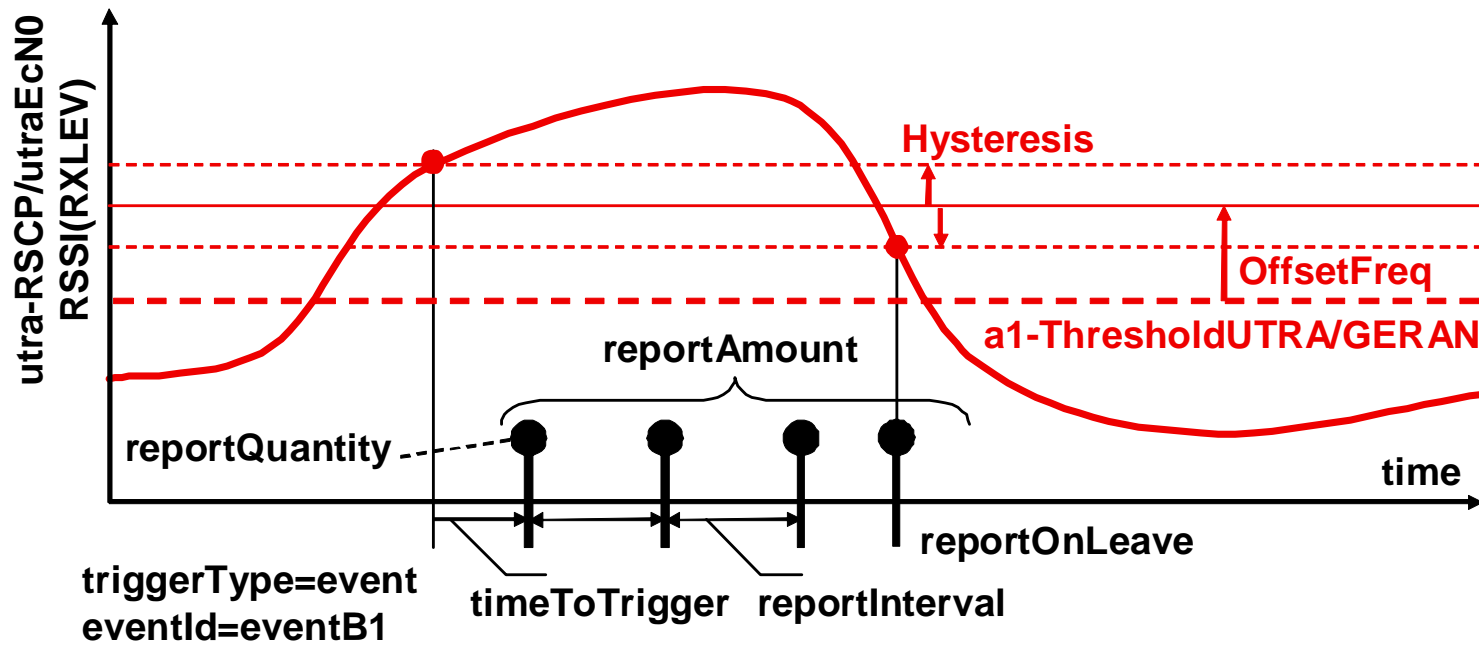 utra-RSCP/utraEcN0
RSSI(RXLEV)
Hysteresis
OffsetFreq
a1-ThresholdUTRA/GERAN
reportAmount
reportQuantity
time
reportOnLeave
triggerType=event
eventId=eventB1
timeToTrigger
reportInterval